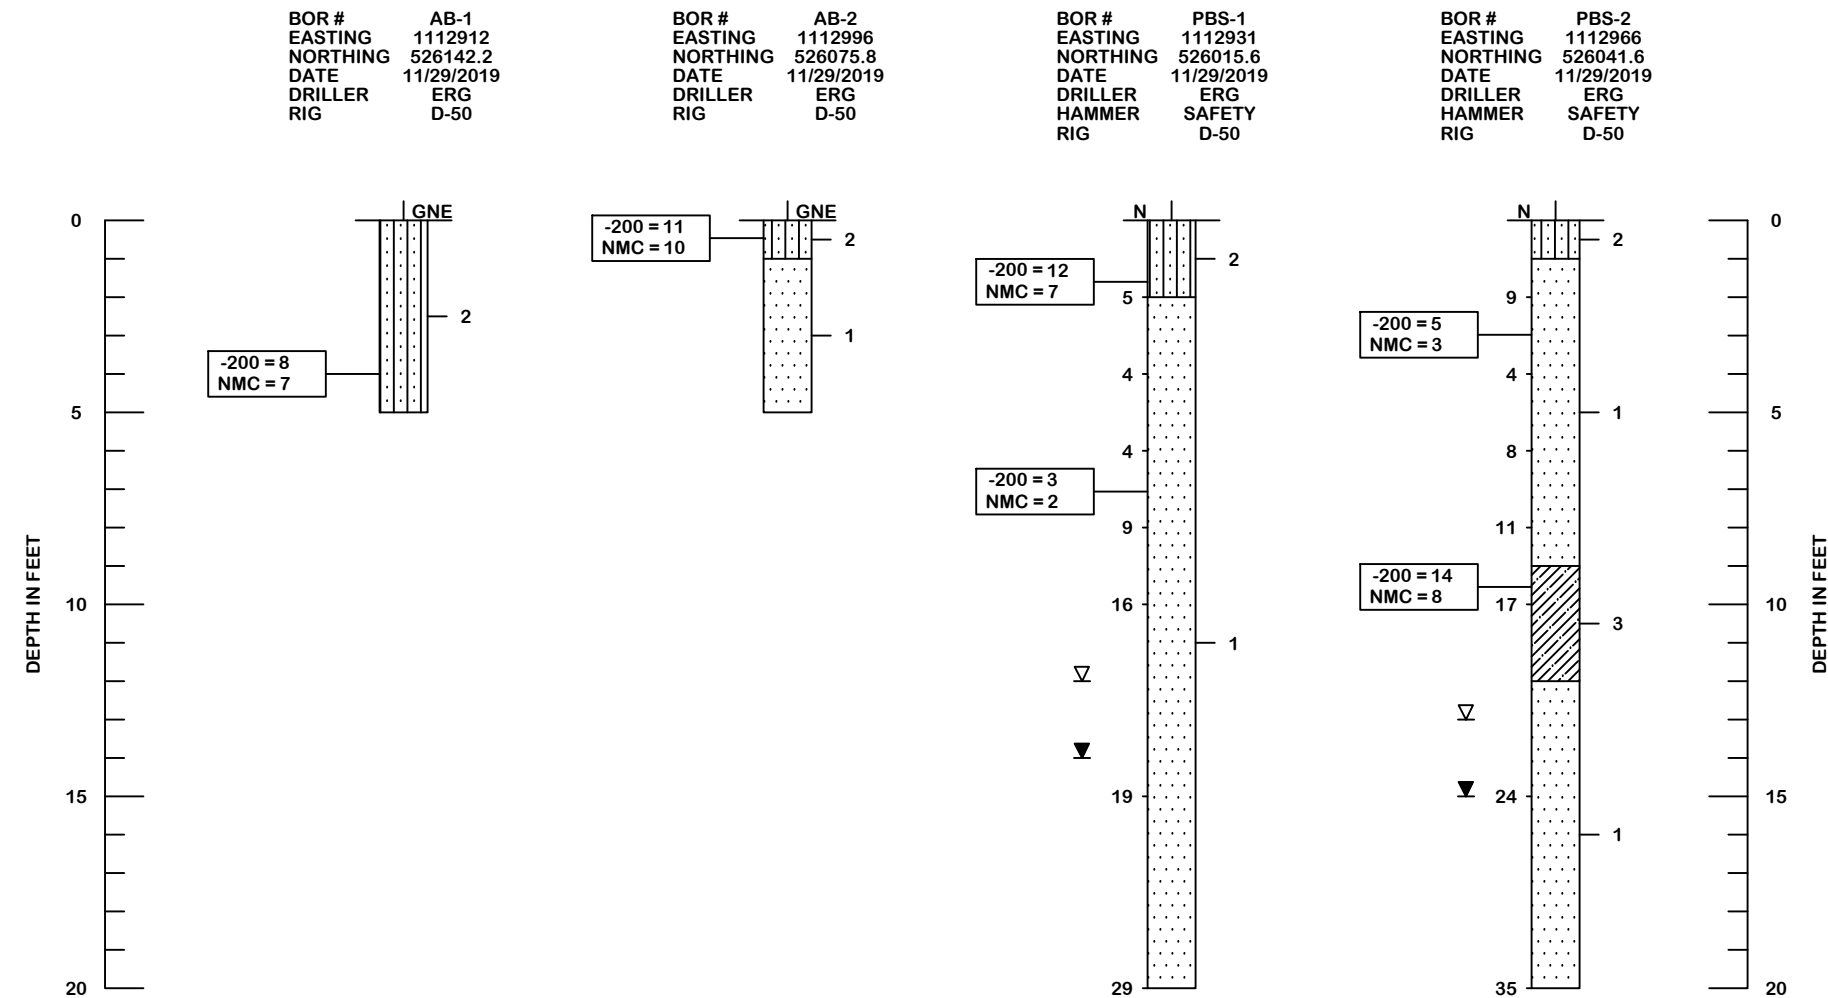 BOR # AB-1
EASTING 1112912
NORTHING 526142.2
DATE 11/29/2019
DRILLER ERG
RIG D-50
BOR # AB-2
EASTING 1112996
NORTHING 526075.8
DATE 11/29/2019
DRILLER ERG
RIG D-50
BOR # PBS-1
EASTING 1112931
NORTHING 526015.6
DATE 11/29/2019
DRILLER ERG
HAMMER SAFETY
RIG D-50
BOR # PBS-2
EASTING 1112966
NORTHING 526041.6
DATE 11/29/2019
DRILLER ERG
HAMMER SAFETY
RIG D-50
DEPTH IN FEET
0
5
10
15
20
GNE
2
-200 = 8
NMC = 7
GNE
-200 = 11
NMC = 10
2
1
N
2
-200 = 12
NMC = 7
5
4
4
-200 = 3
NMC = 2
9
16
1
19
29
N
2
9
-200 = 5
NMC = 3
4
1
8
11
-200 = 14
NMC = 8
17
3
24
1
35
0
5
10
15
20
DEPTH IN FEET